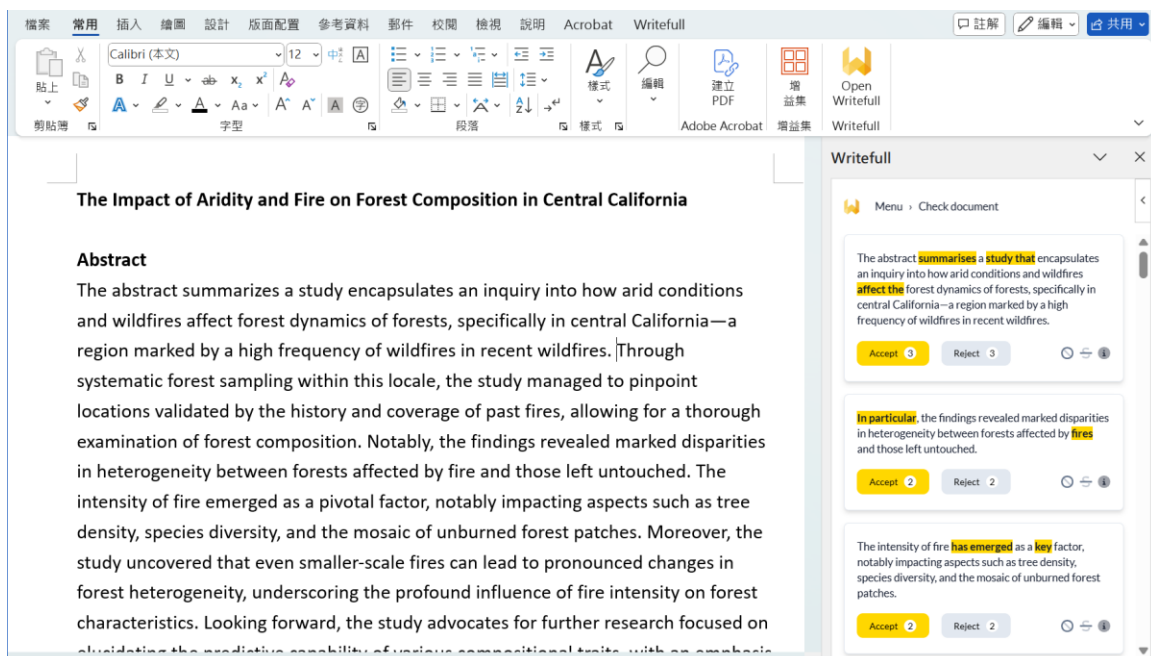 檔案 常用 插入 繪圖 設計 版面配置 參考資料 郵件 校閱 檢視 說明 Acrobat Writefull 註解 編輯 共用
Calibri (本文) 12
貼上 樣式 編輯 建立 PDF 增益集 Open Writefull
剪貼簿 字型 段落 樣式 Adobe Acrobat 增益集 Writefull
The Impact of Aridity and Fire on Forest Composition in Central California
Abstract
The abstract summarizes a study encapsulates an inquiry into how arid conditions
and wildfires affect forest dynamics of forests, specifically in central California—a
region marked by a high frequency of wildfires in recent wildfires. Through
systematic forest sampling within this locale, the study managed to pinpoint
locations validated by the history and coverage of past fires, allowing for a thorough
examination of forest composition. Notably, the findings revealed marked disparities
in heterogeneity between forests affected by fire and those left untouched. The
intensity of fire emerged as a pivotal factor, notably impacting aspects such as tree
density, species diversity, and the mosaic of unburned forest patches. Moreover, the
study uncovered that even smaller-scale fires can lead to pronounced changes in
forest heterogeneity, underscoring the profound influence of fire intensity on forest
characteristics. Looking forward, the study advocates for further research focused on
elucidating the predictive capability of various compositional traits, with an emphasis
Writefull
Menu › Check document
The abstract summarises a study that encapsulates
an inquiry into how arid conditions and wildfires
affect the forest dynamics of forests, specifically in
central California—a region marked by a high
frequency of wildfires in recent wildfires.
Accept 3 Reject 3
In particular, the findings revealed marked disparities
in heterogeneity between forests affected by fires
and those left untouched.
Accept 2 Reject 2
The intensity of fire has emerged as a key factor,
notably impacting aspects such as tree density,
species diversity, and the mosaic of unburned forest
patches.
Accept 2 Reject 2